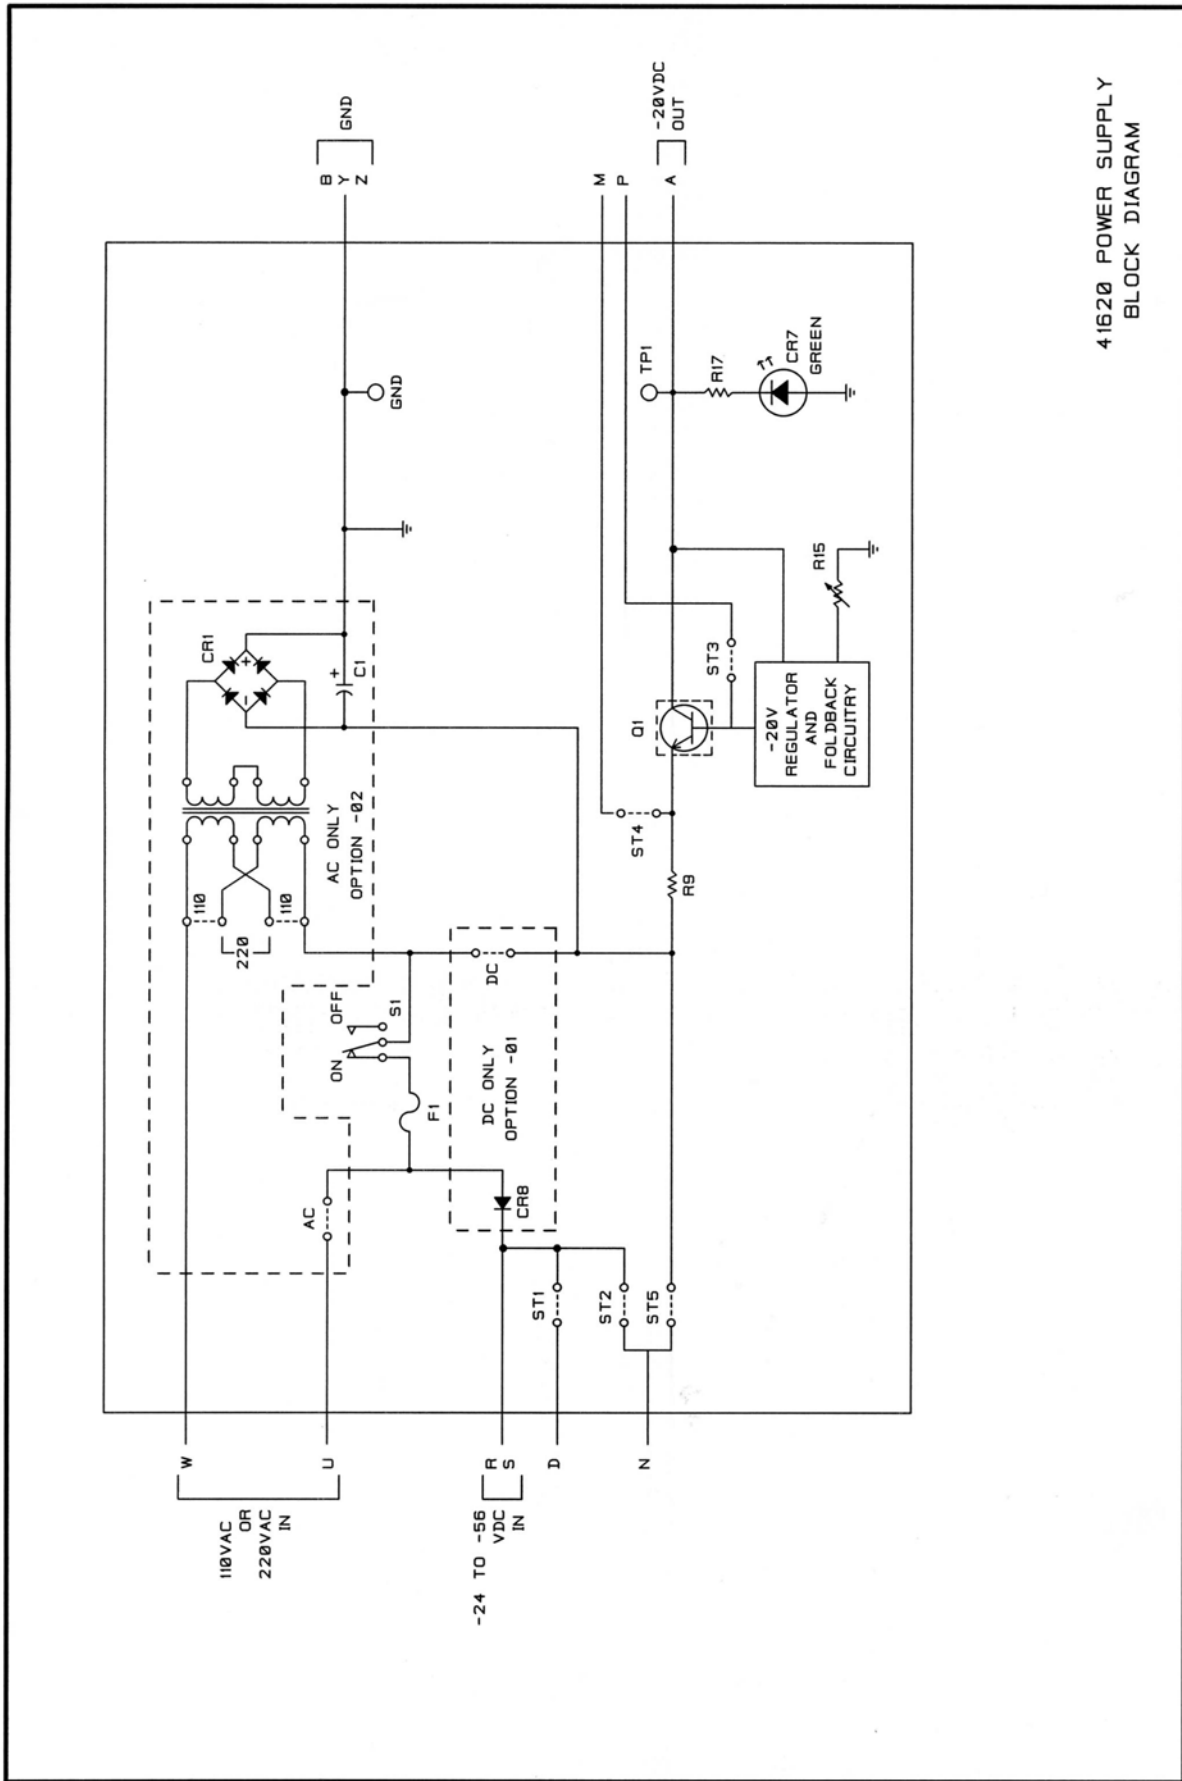 110VAC
OR
220VAC
IN
W
U
-24 TO -56
VDC
IN
R
S
D
N
AC
ON
OFF
S1
F1
220
110
110
AC ONLY
OPTION -02
CR1
+
-
+
C1
GND
B
Y
Z
GND
DC ONLY
OPTION -01
CR8
DC
ST1
ST2
ST5
R9
ST4
Q1
ST3
-20V
REGULATOR
AND
FOLDBACK
CIRCUITRY
R15
TP1
R17
CR7
GREEN
M
P
A
-20VDC
OUT
41620 POWER SUPPLY
BLOCK DIAGRAM